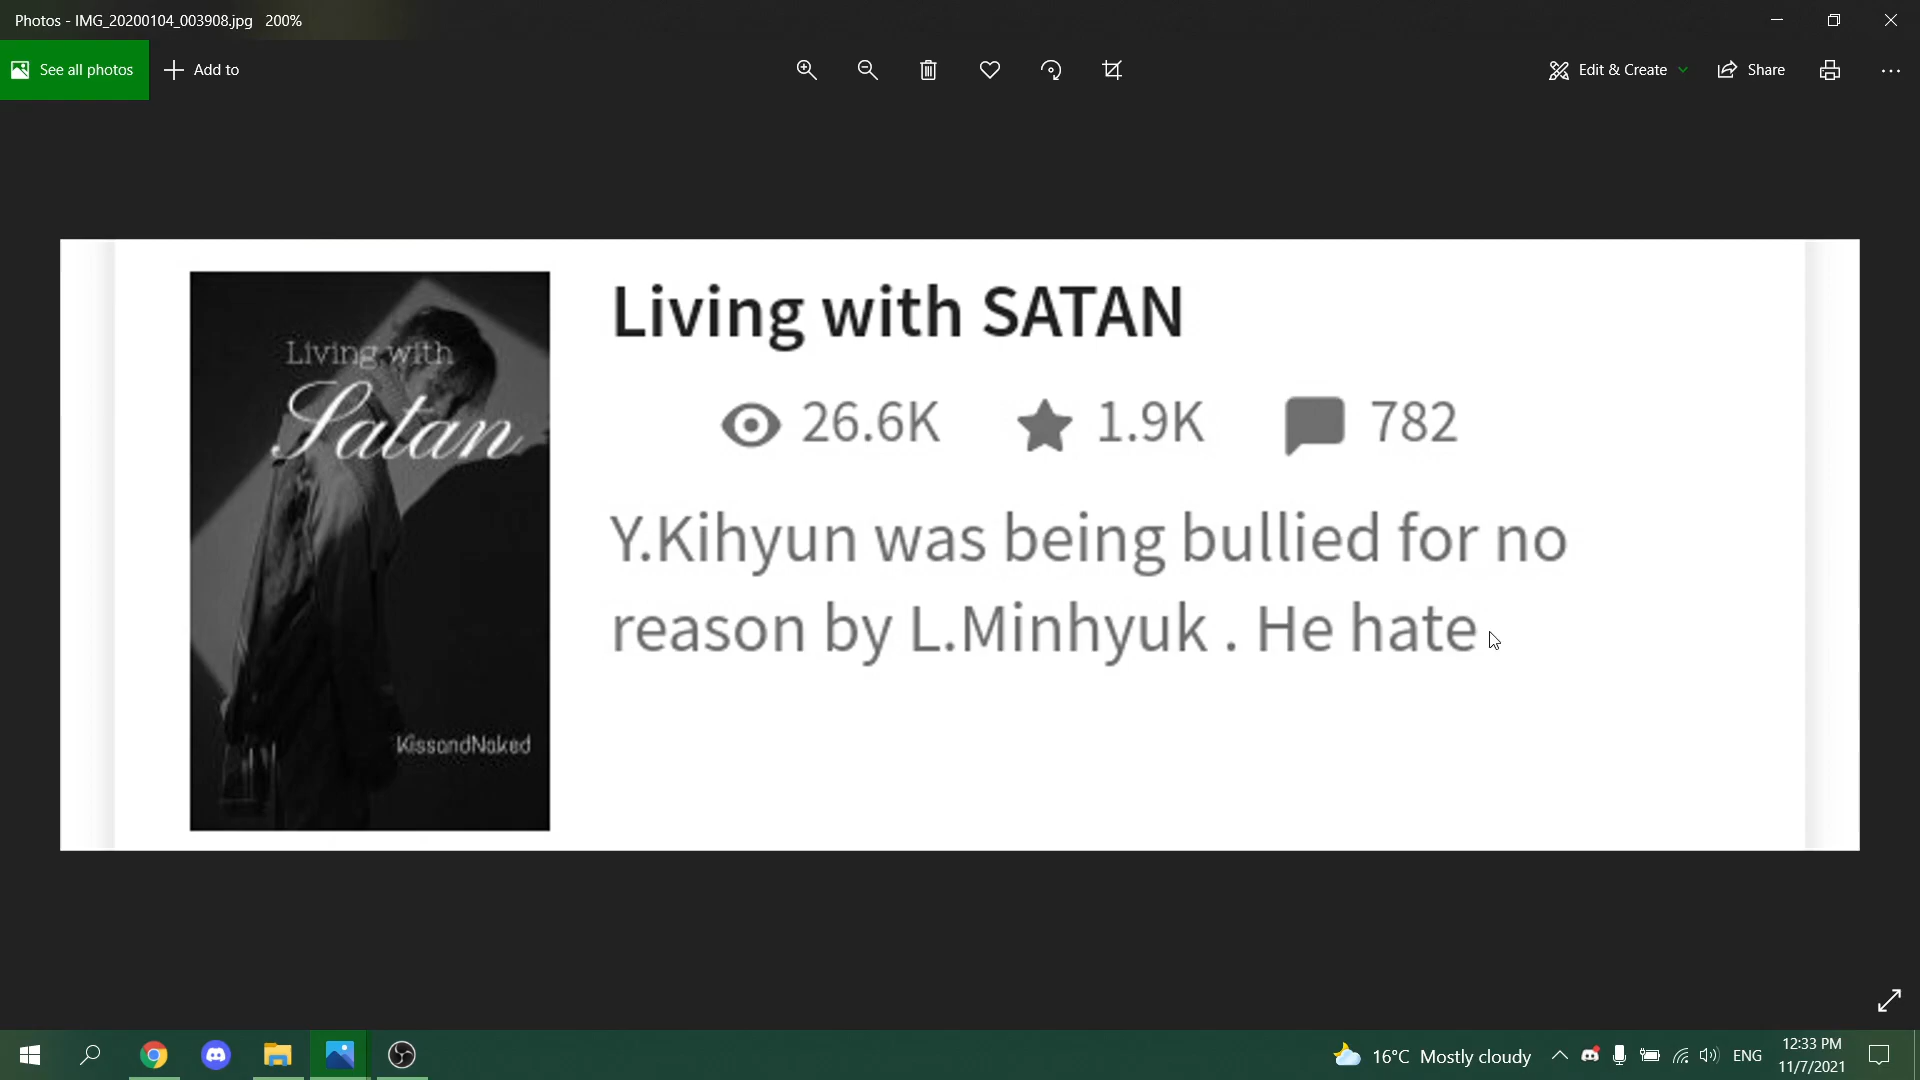 Photos - IMG_20200104_003908.jpg 200%
See all photos
Add to
Edit & Create
Share
Living with
Satan
KissandNaked
Living with SATAN
26.6K 1.9K 782
Y.Kihyun was being bullied for no
reason by L.Minhyuk . He hate
16°C Mostly cloudy
ENG
12:33 PM
11/7/2021